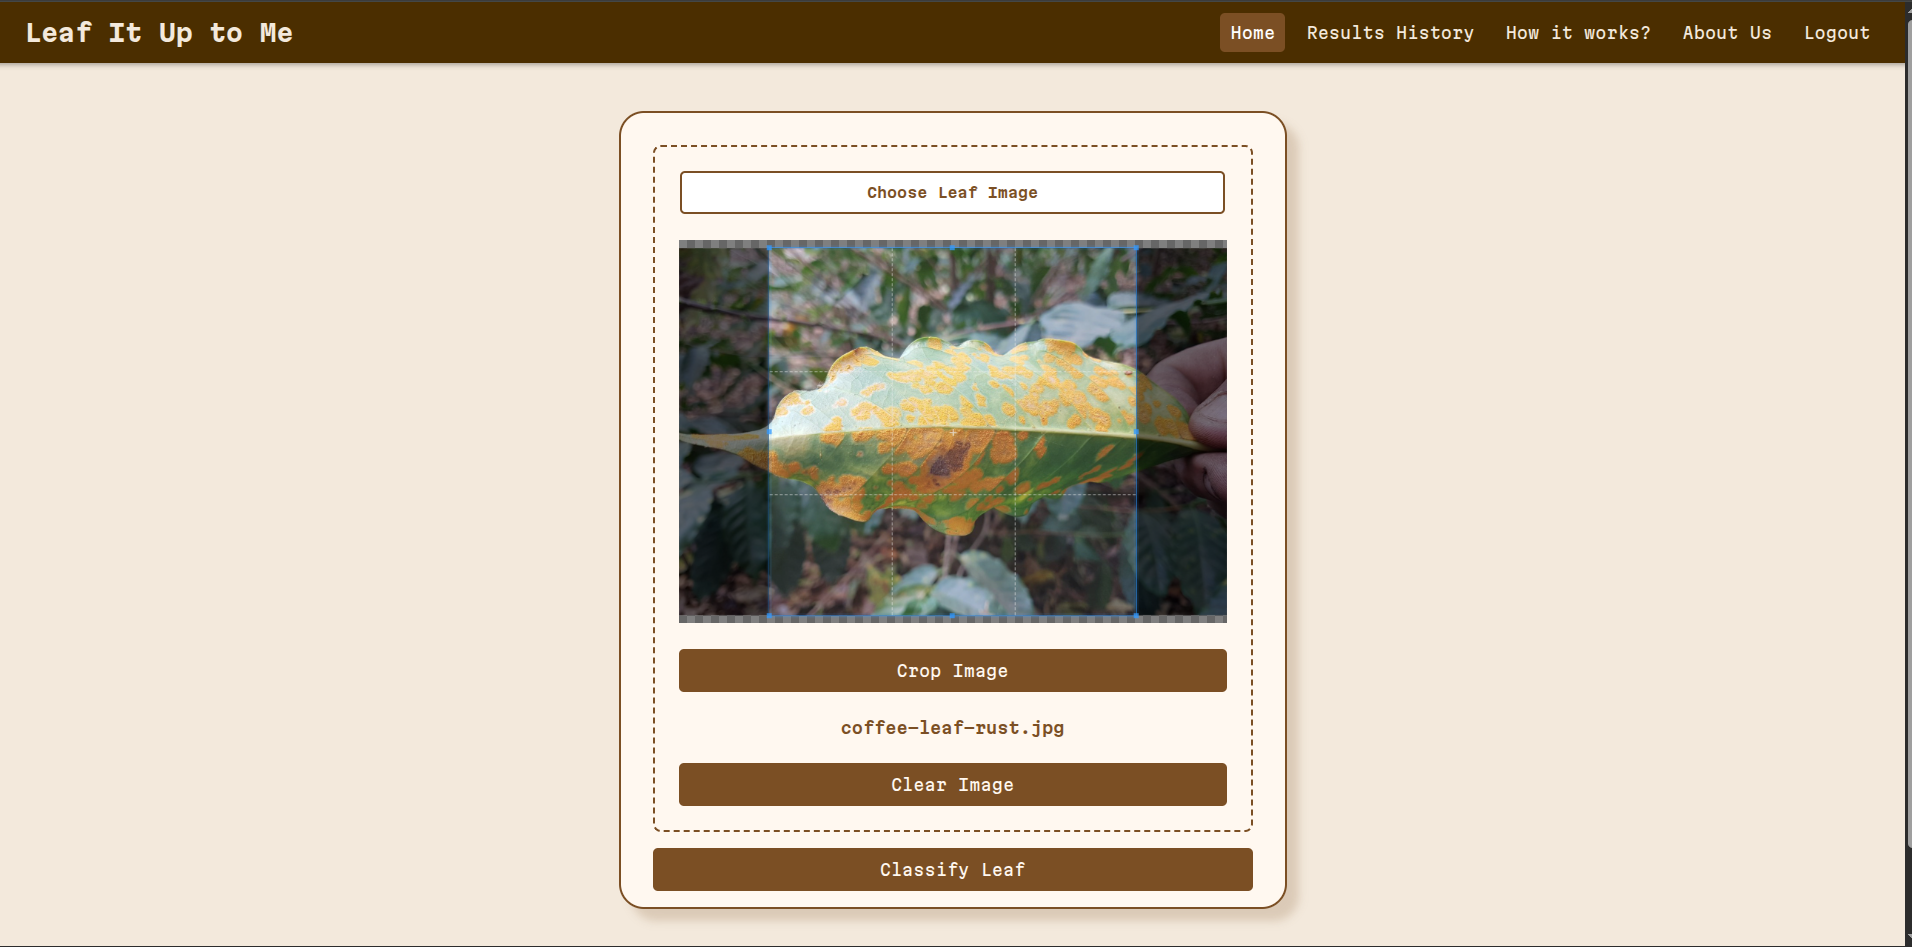 Leaf It Up to Me
Home Results History How it works? About Us Logout
Choose Leaf Image
Crop Image
coffee-leaf-rust.jpg
Clear Image
Classify Leaf